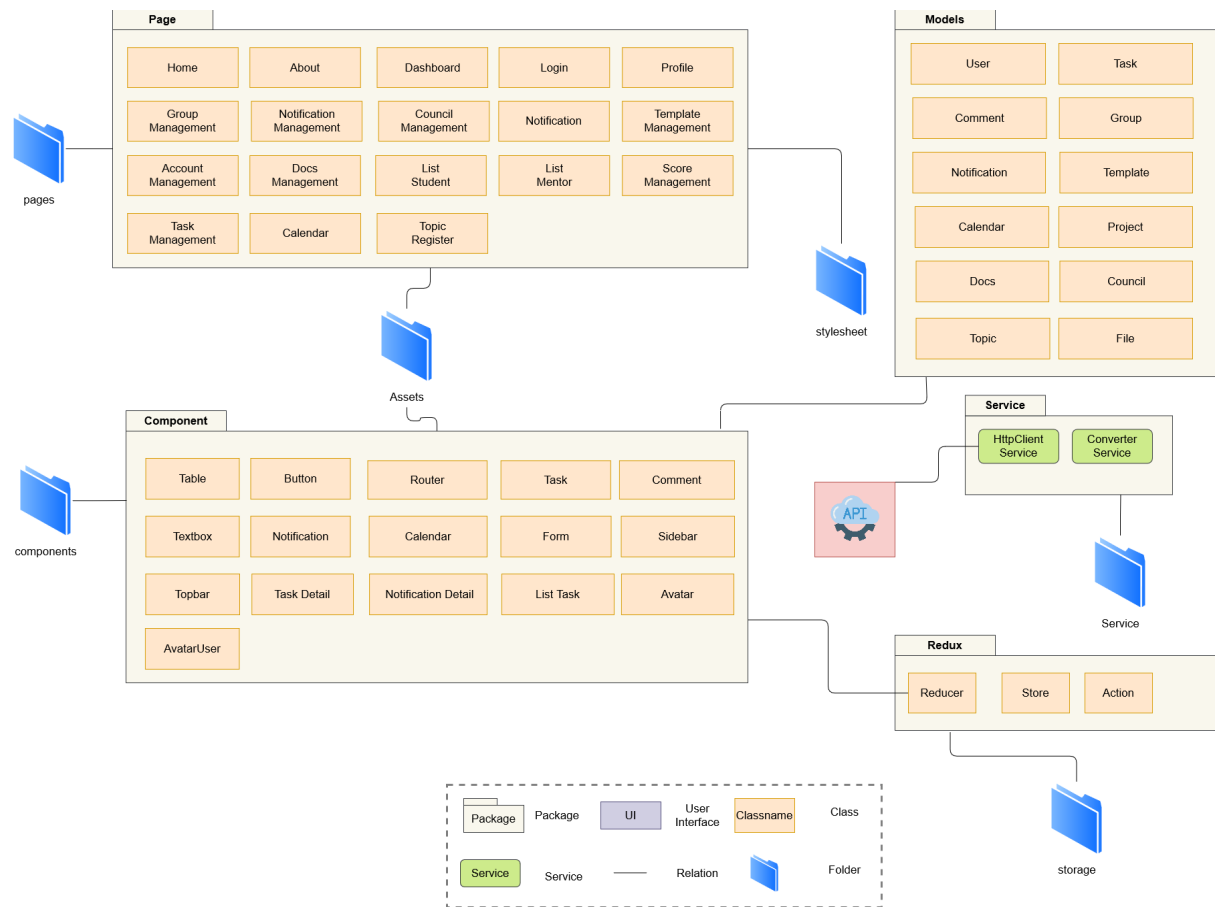 Page
Home
About
Dashboard
Login
Profile
Group
Management
Notification
Management
Council
Management
Notification
Template
Management
Account
Management
Docs
Management
List
Student
List
Mentor
Score
Management
Task
Management
Calendar
Topic
Register
pages
stylesheet
Assets
Models
User
Task
Comment
Group
Notification
Template
Calendar
Project
Docs
Council
Topic
File
Component
Table
Button
Router
Task
Comment
Textbox
Notification
Calendar
Form
Sidebar
Topbar
Task Detail
Notification Detail
List Task
Avatar
AvatarUser
components
Service
HttpClient
Service
Converter
Service
API
Service
Redux
Reducer
Store
Action
storage
Package
Package
UI
User
Interface
Classname
Class
Service
Service
Relation
Folder